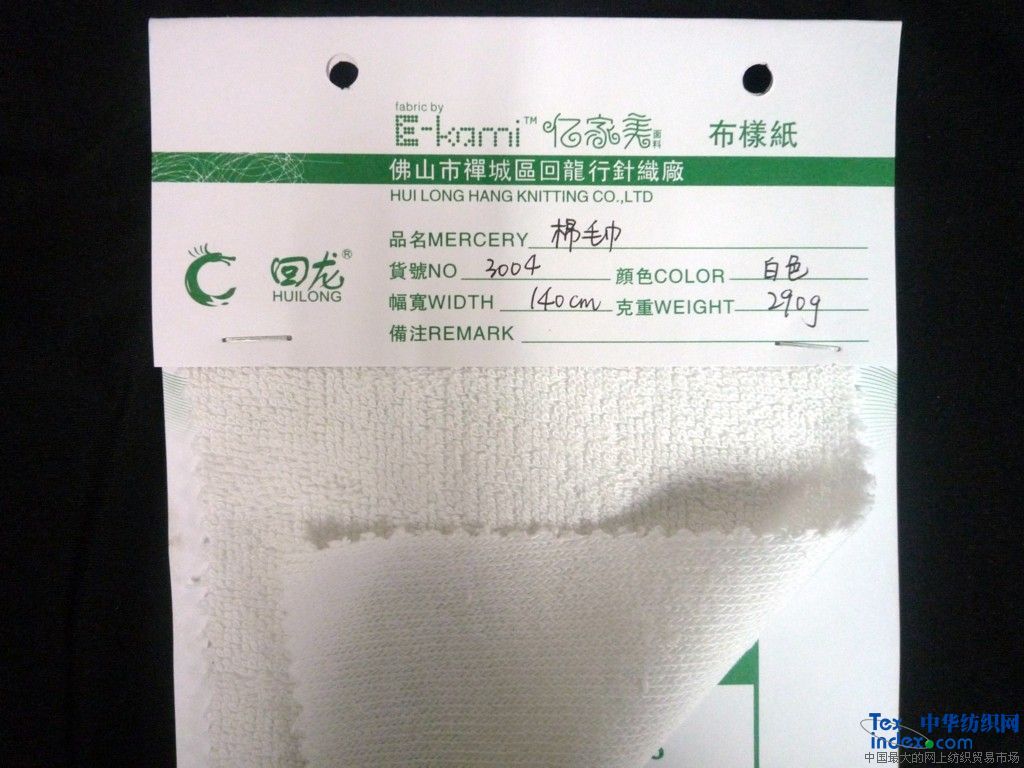 fabric by
E-kami™ 亿家美面料 布樣紙
佛山市禪城區回龍行針織廠
HUI LONG HANG KNITTING CO.,LTD
品名MERCERY 棉毛巾
貨號NO 3004 顔色COLOR 白色
回龙®
HUILONG
幅寬WIDTH 140cm 克重WEIGHT 290g
備注REMARK
Tex 中华纺织网
index.com
中国最大的网上纺织贸易市场